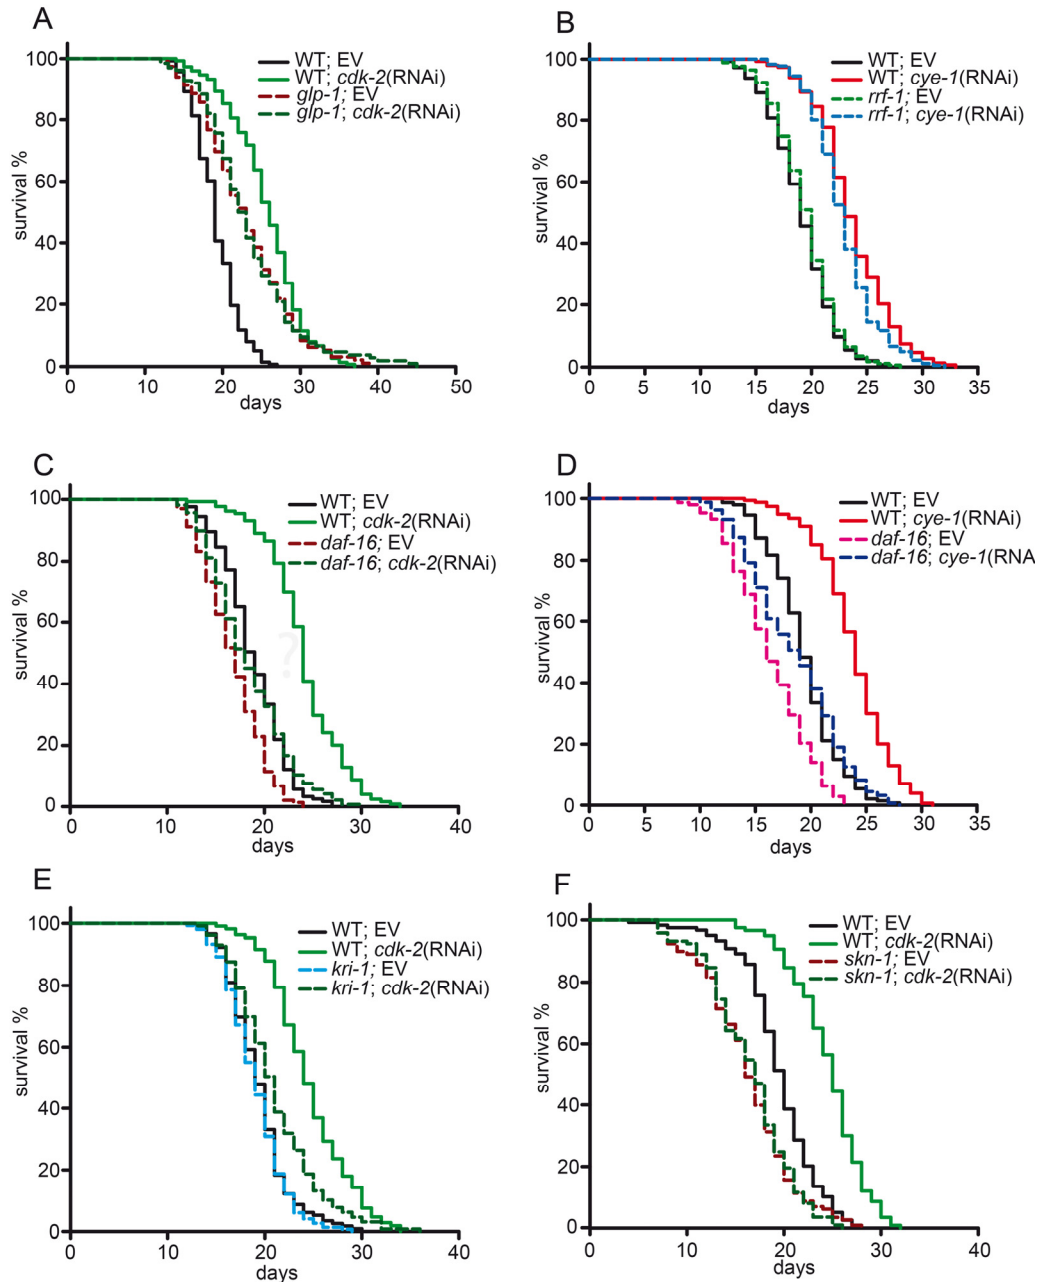 A
100
80
60
40
20
0
survival %
WT; EV
WT; cdk-2(RNAi)
glp-1; EV
glp-1; cdk-2(RNAi)
0 10 20 30 40 50
days
B
100
80
60
40
20
0
survival %
WT; EV
WT; cye-1(RNAi)
rrf-1; EV
rrf-1; cye-1(RNAi)
0 5 10 15 20 25 30 35
days
C
100
80
60
40
20
0
survival %
WT; EV
WT; cdk-2(RNAi)
daf-16; EV
daf-16; cdk-2(RNAi)
?
0 10 20 30 40
days
D
100
80
60
40
20
0
survival %
WT; EV
WT; cye-1(RNAi)
daf-16; EV
daf-16; cye-1(RNA
0 5 10 15 20 25 30 35
days
E
100
80
60
40
20
0
survival %
WT; EV
WT; cdk-2(RNAi)
kri-1; EV
kri-1; cdk-2(RNAi)
0 10 20 30 40
days
F
100
80
60
40
20
0
survival %
WT; EV
WT; cdk-2(RNAi)
skn-1; EV
skn-1; cdk-2(RNAi)
0 10 20 30 40
days